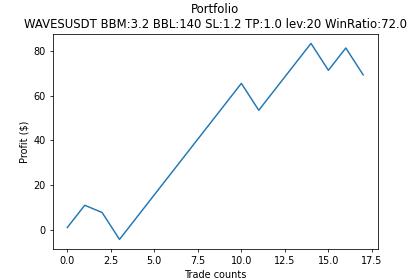 Portfolio
WAVESUSDT BBM:3.2 BBL:140 SL:1.2 TP:1.0 lev:20 WinRatio:72.0
80
60
40
20
0
Profit ($)
0.0 2.5 5.0 7.5 10.0 12.5 15.0 17.5
Trade counts